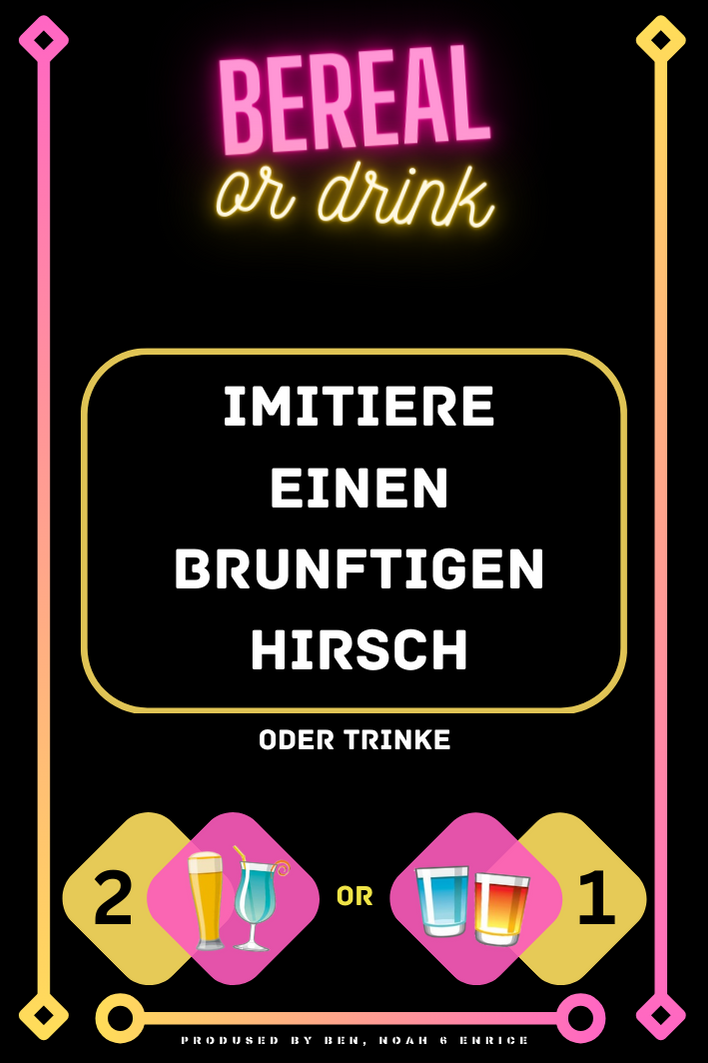 BEREAL
or drink
IMITIERE
EINEN
BRUNFTIGEN
HIRSCH
ODER TRINKE
2 OR 1
PRODUSED BY BEN, NOAH 6 ENRICE